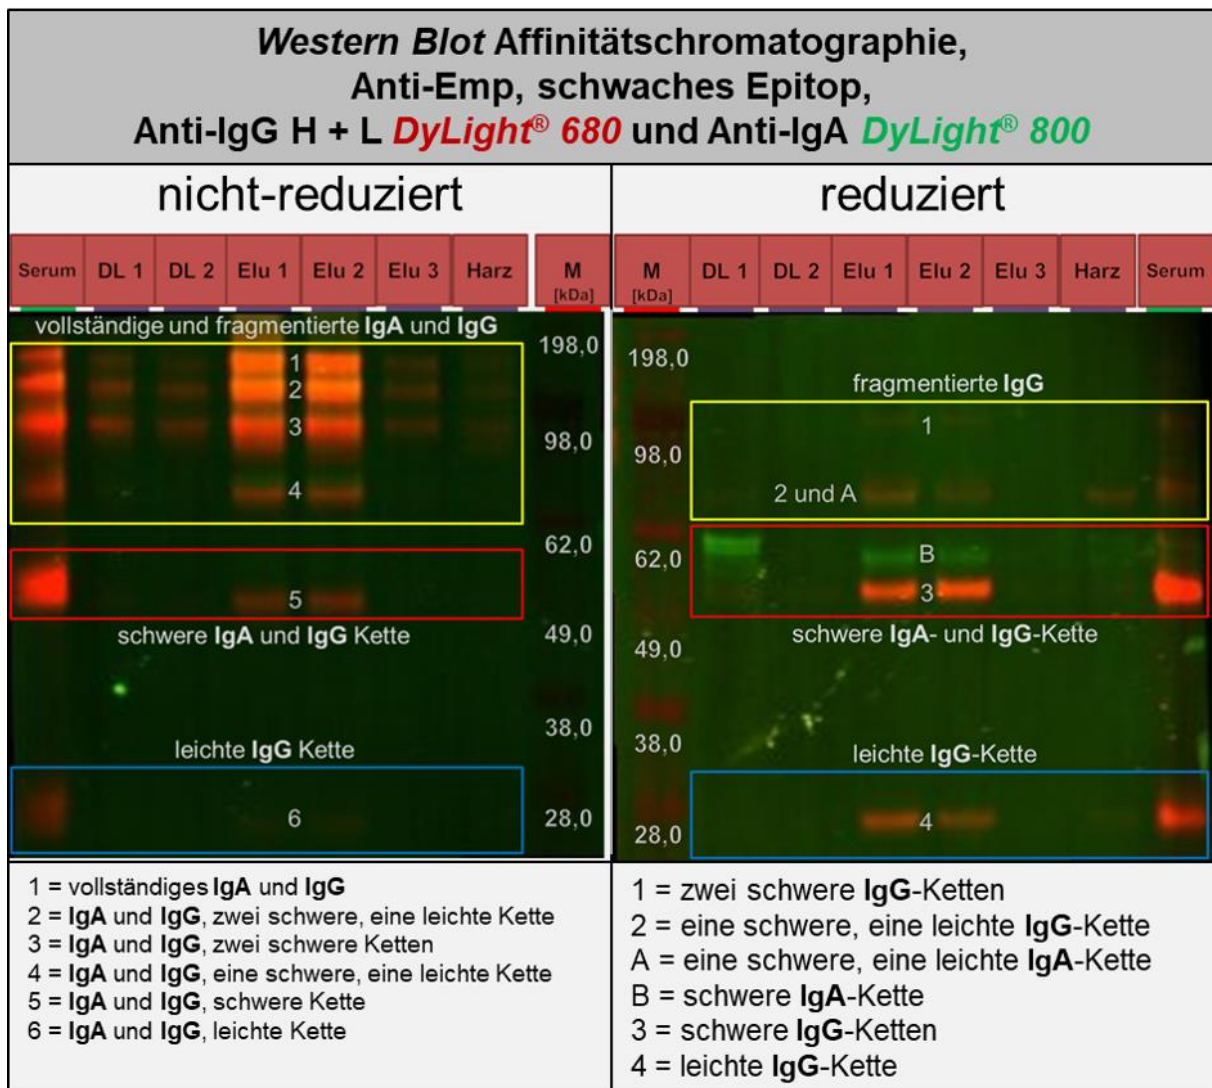 Western Blot Affinitätschromatographie,
Anti-Emp, schwaches Epitop,
Anti-IgG H + L DyLight® 680 und Anti-IgA DyLight® 800
nicht-reduziert
Serum DL 1 DL 2 Elu 1 Elu 2 Elu 3 Harz M
[kDa]
vollständige und fragmentierte IgA und IgG
1
2
3
4
5
schwere IgA und IgG Kette
leichte IgG Kette
6
198,0
98,0
62,0
49,0
38,0
28,0
1 = vollständiges IgA und IgG
2 = IgA und IgG, zwei schwere, eine leichte Kette
3 = IgA und IgG, zwei schwere Ketten
4 = IgA und IgG, eine schwere, eine leichte Kette
5 = IgA und IgG, schwere Kette
6 = IgA und IgG, leichte Kette
reduziert
M DL 1 DL 2 Elu 1 Elu 2 Elu 3 Harz Serum
[kDa]
198,0
98,0
62,0
49,0
38,0
28,0
fragmentierte IgG
1
2 und A
B
3
schwere IgA- und IgG-Kette
leichte IgG-Kette
4
1 = zwei schwere IgG-Ketten
2 = eine schwere, eine leichte IgG-Kette
A = eine schwere, eine leichte IgA-Kette
B = schwere IgA-Kette
3 = schwere IgG-Ketten
4 = leichte IgG-Kette